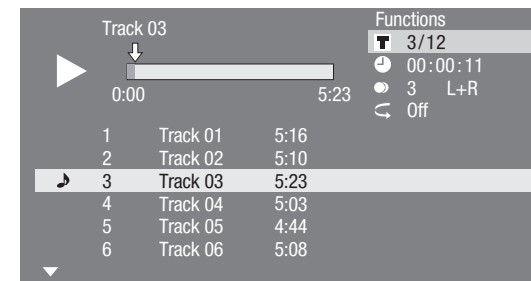 Track 03
0:00 5:23
Functions
T 3/12
00:00:11
3 L+R
Off
1 Track 01 5:16
2 Track 02 5:10
3 Track 03 5:23
4 Track 04 5:03
5 Track 05 4:44
6 Track 06 5:08